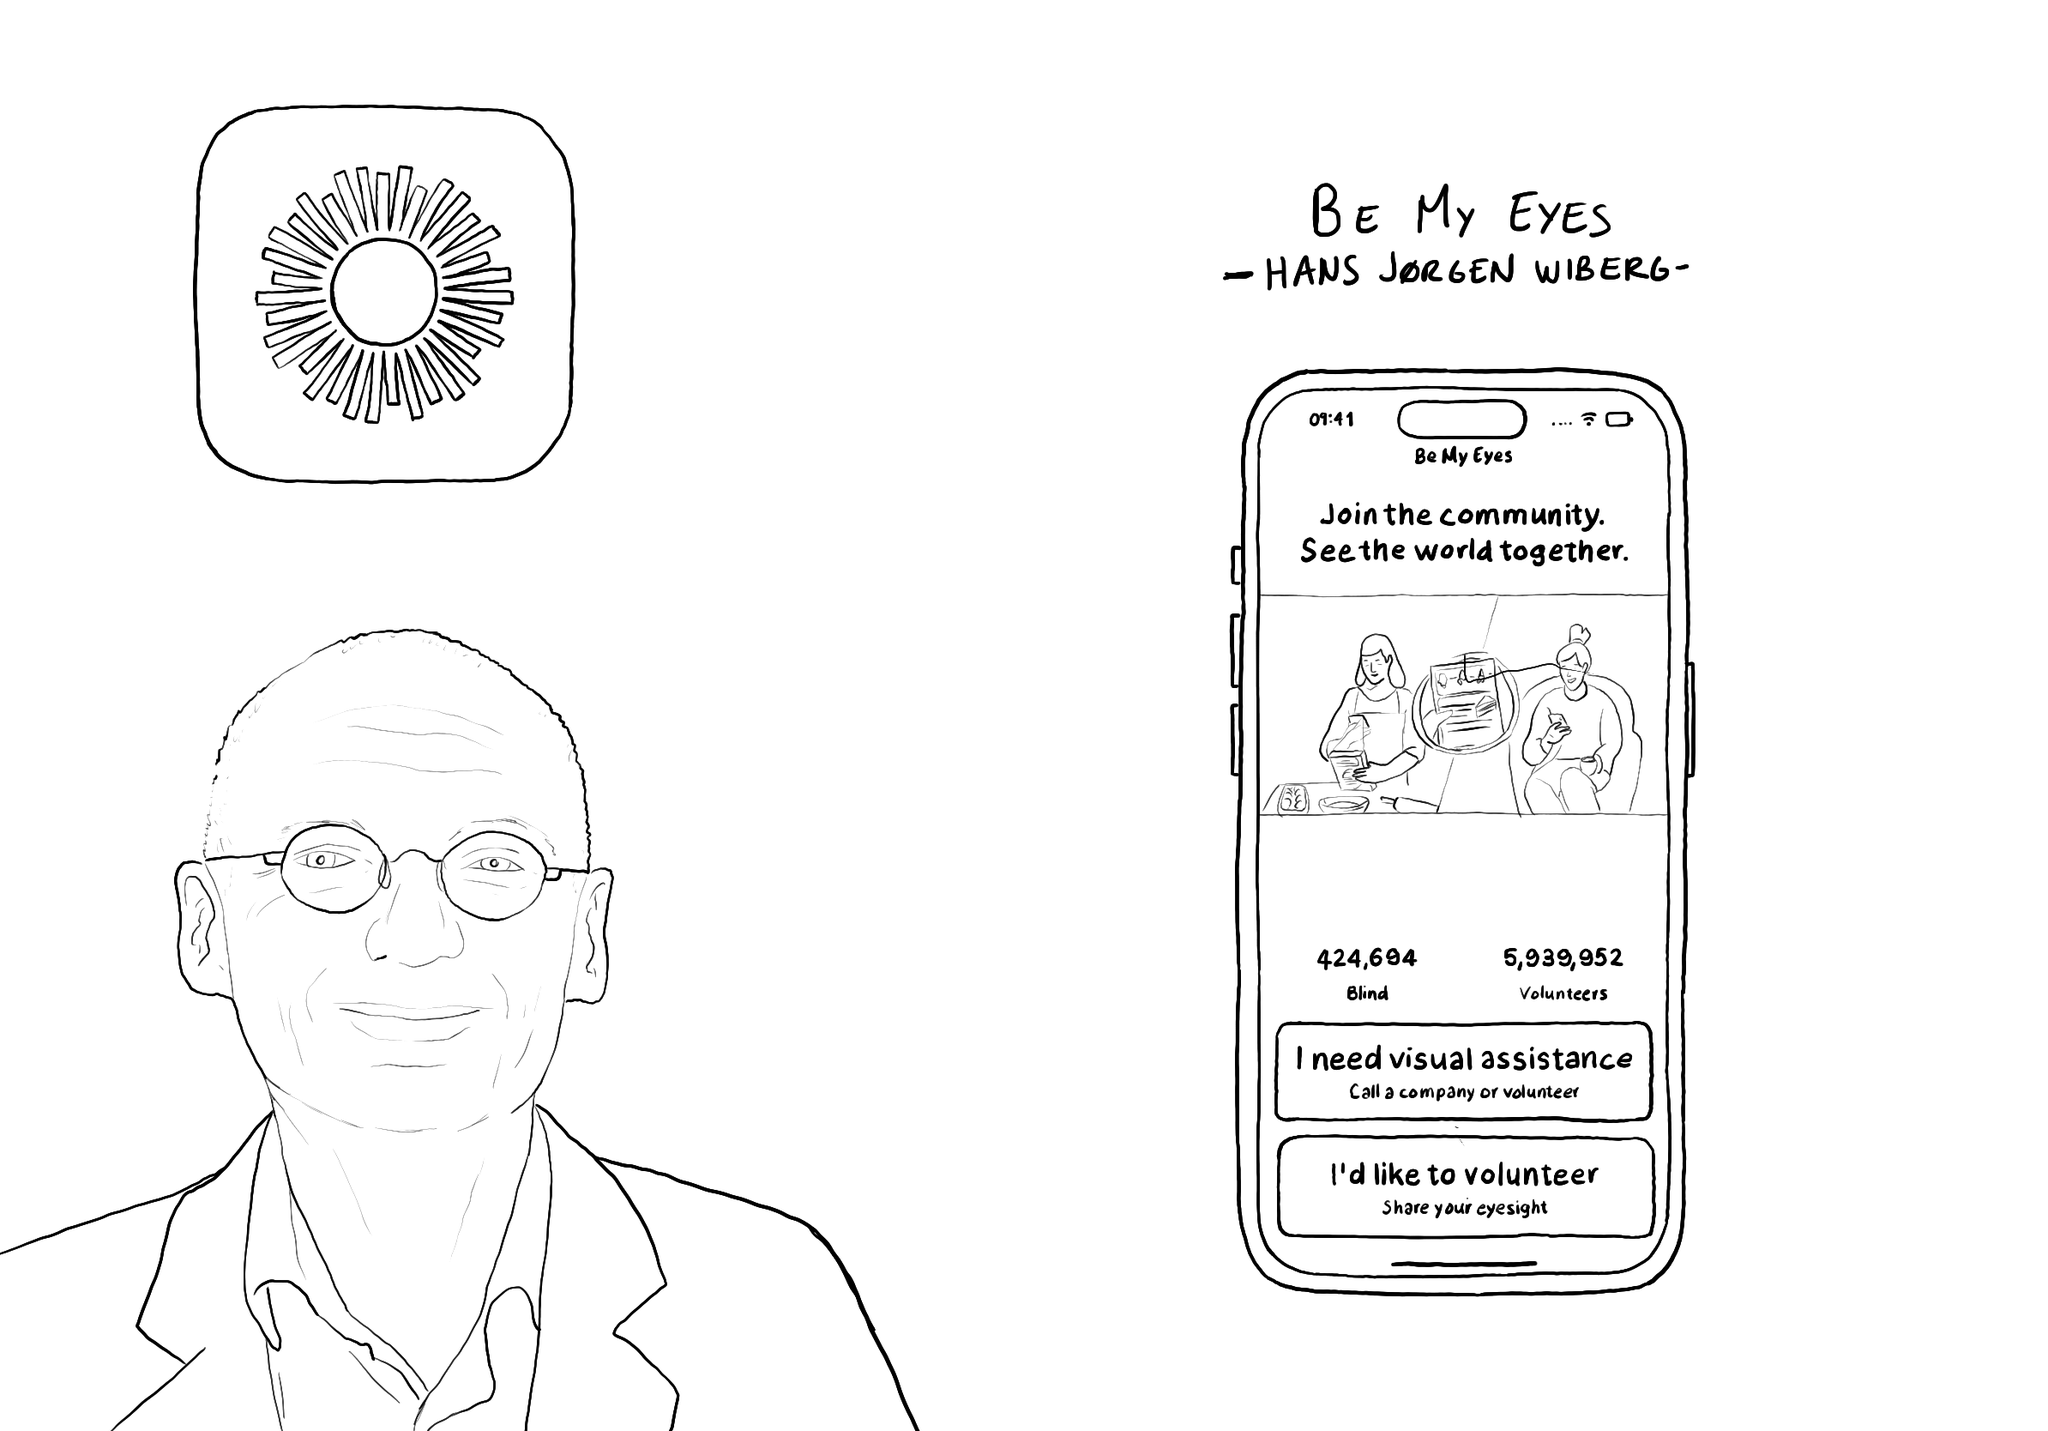 BE MY EYES
- HANS JØRGEN WIBERG -
09:41
Be My Eyes
Join the community.
See the world together.
424,694 5,939,952
Blind Volunteers
I need visual assistance
Call a company or volunteer
I'd like to volunteer
Share your eyesight